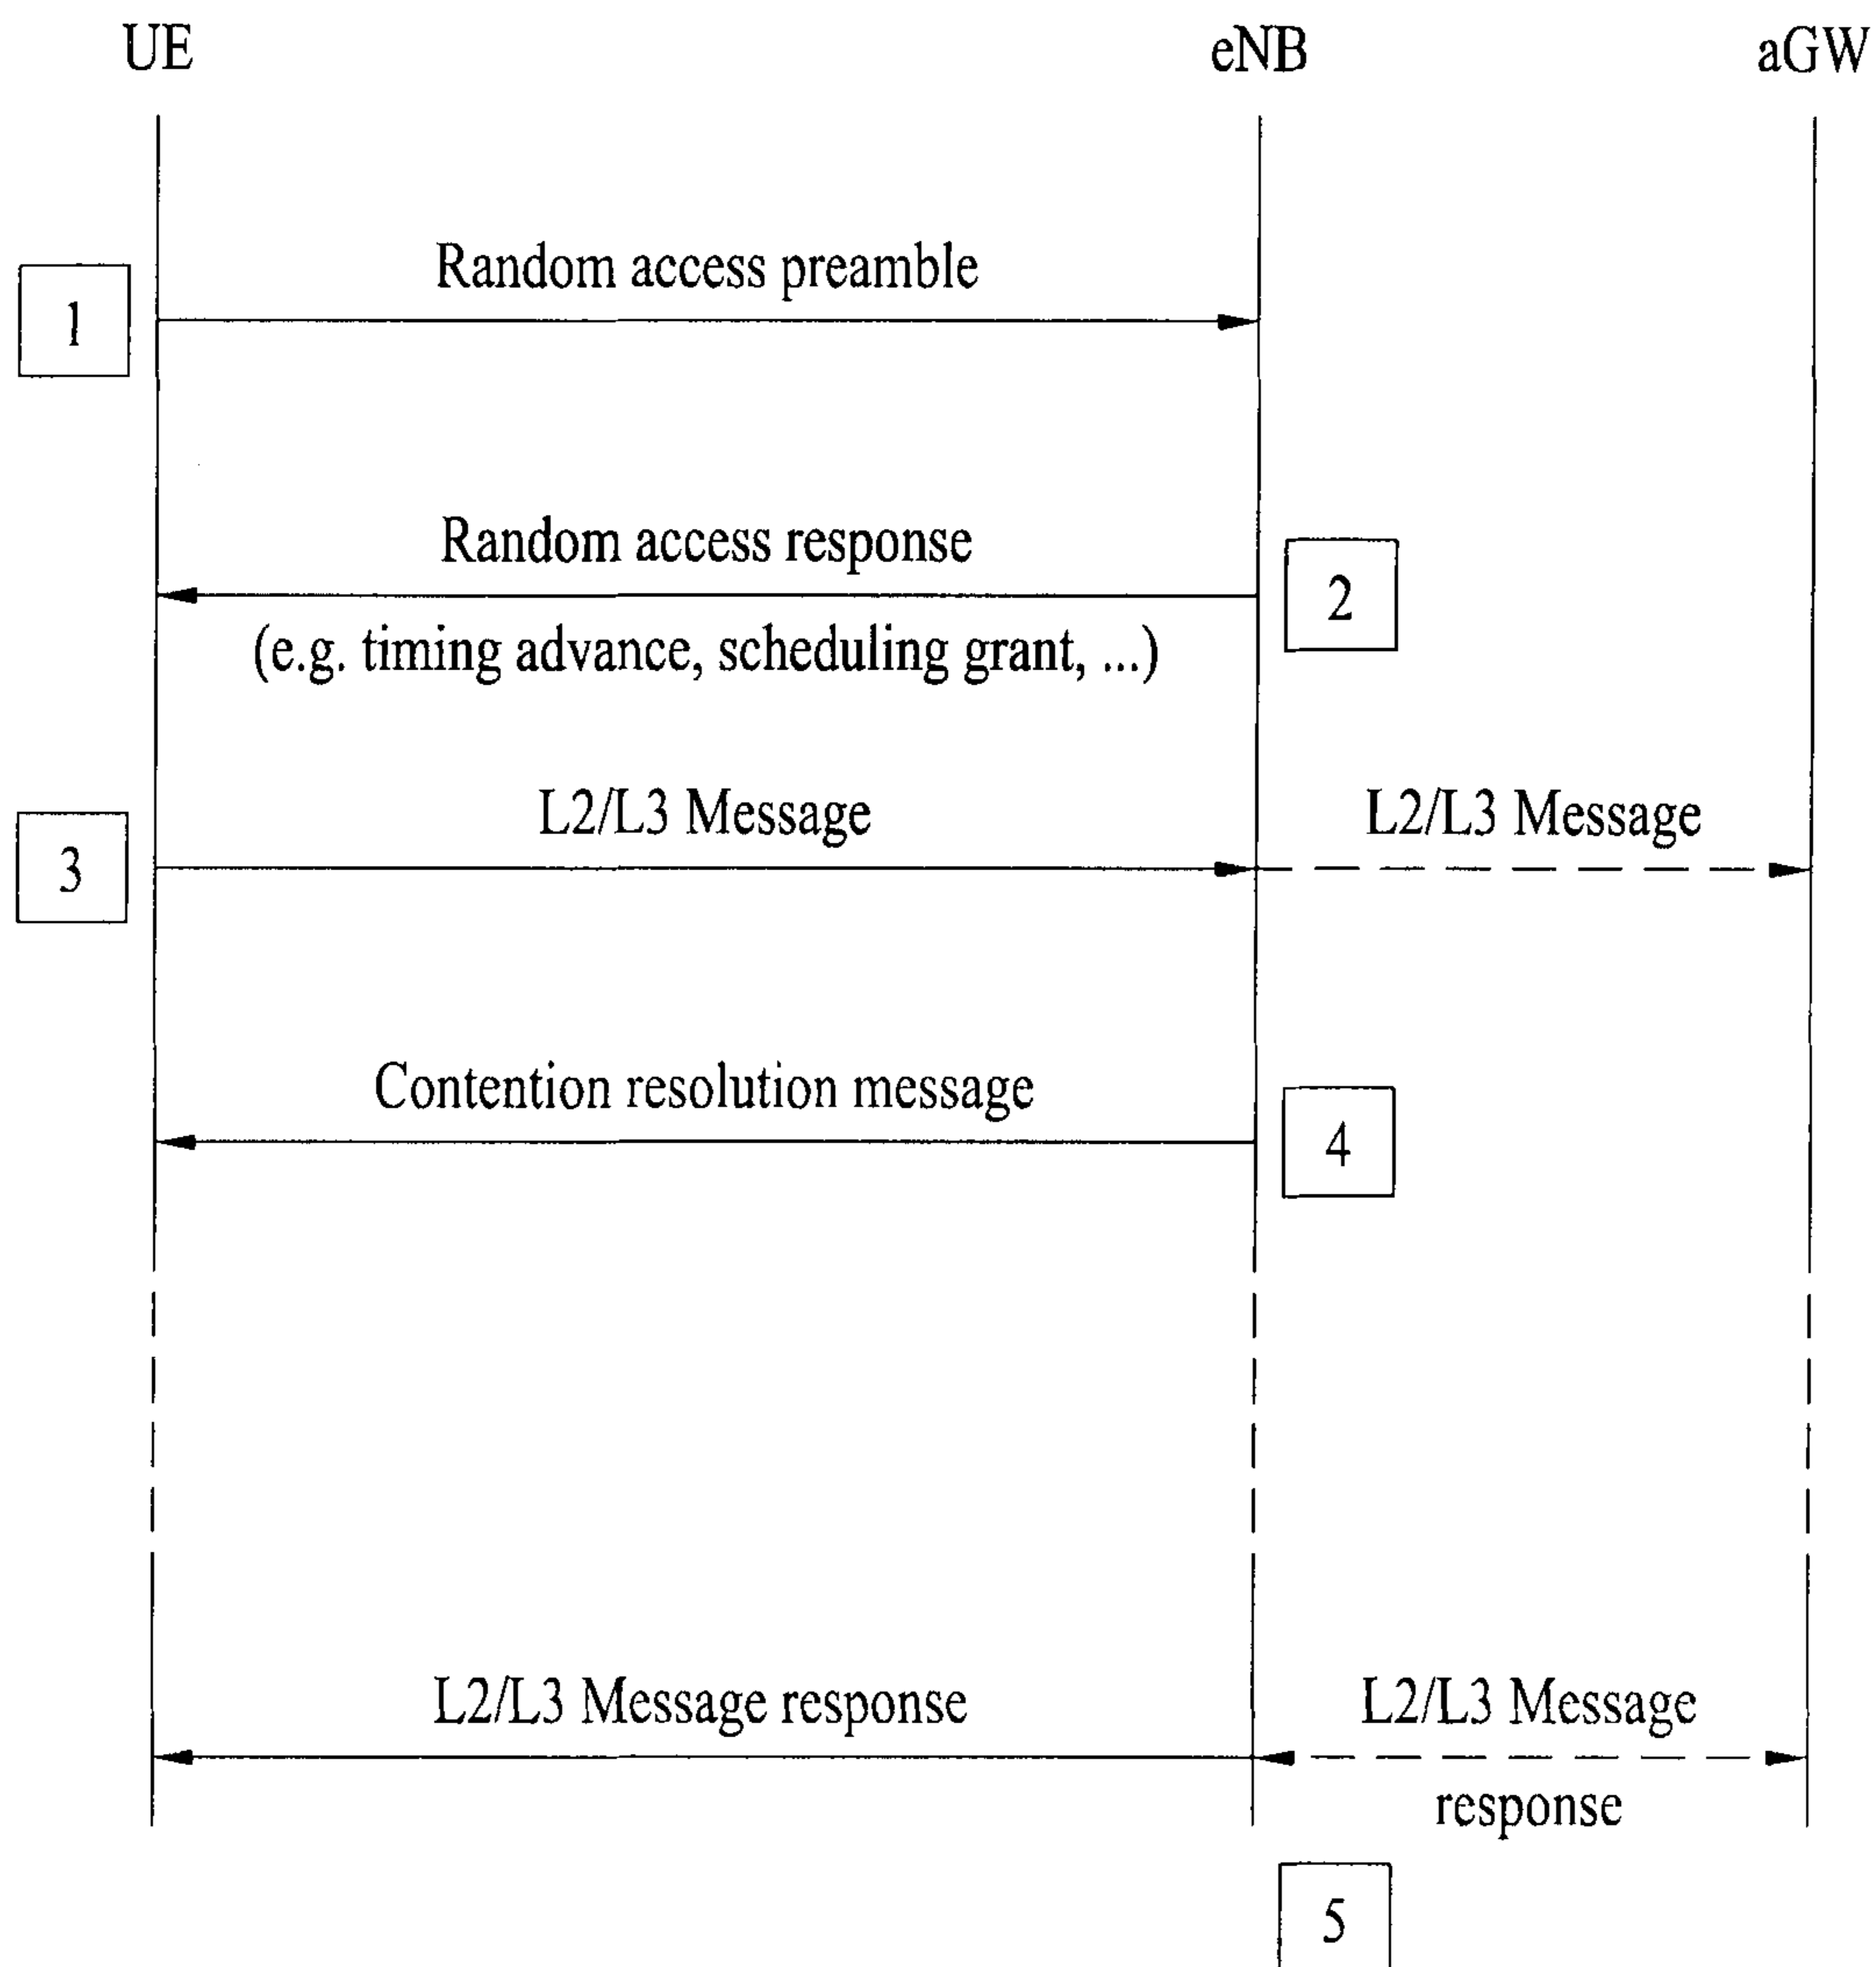 UE
eNB
aGW
Random access preamble
1
Random access response
2
(e.g. timing advance, scheduling grant, ...)
L2/L3 Message
L2/L3 Message
3
Contention resolution message
4
L2/L3 Message response
L2/L3 Message
response
5